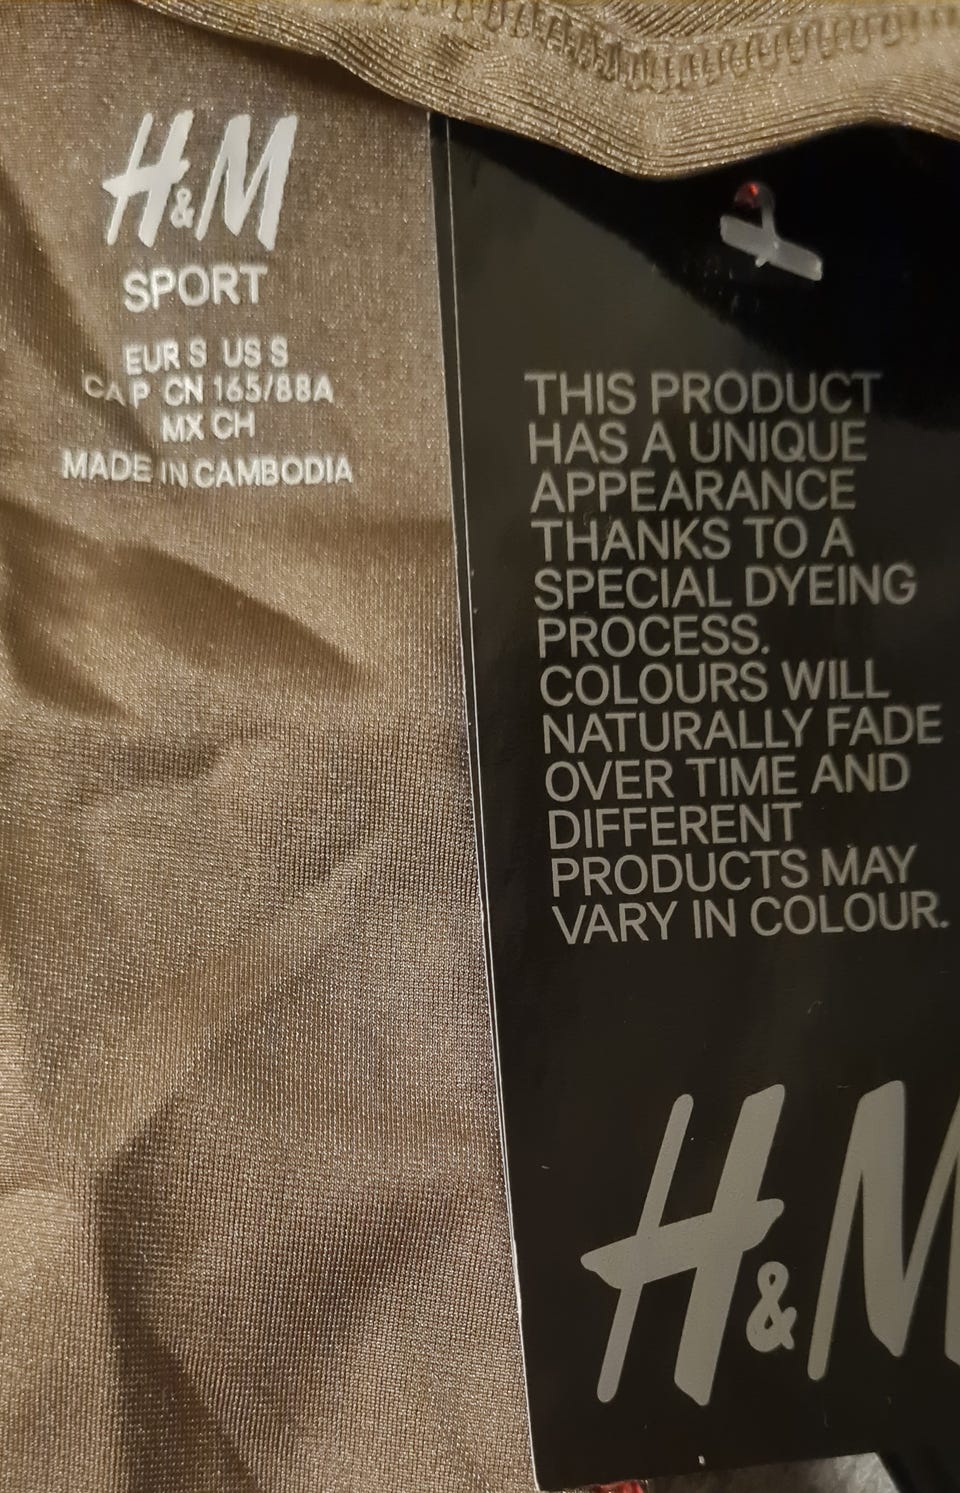 H&M
SPORT
EUR S US S
CA P CN 165/88A
MX CH
MADE IN CAMBODIA
THIS PRODUCT
HAS A UNIQUE
APPEARANCE
THANKS TO A
SPECIAL DYEING
PROCESS.
COLOURS WILL
NATURALLY FADE
OVER TIME AND
DIFFERENT
PRODUCTS MAY
VARY IN COLOUR.
H&M